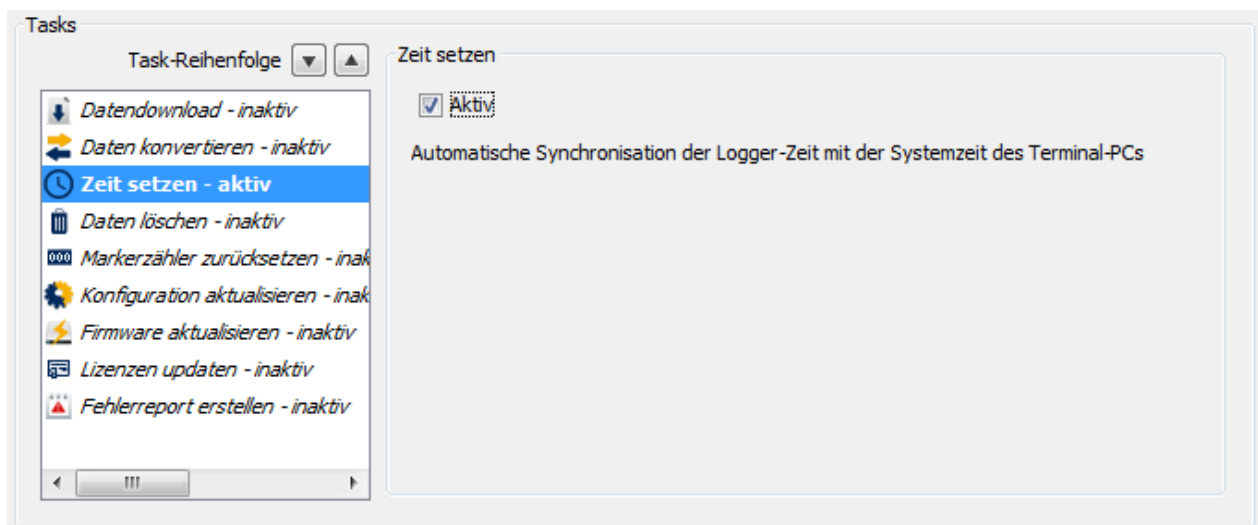 Tasks
Task-Reihenfolge
Datendownload - inaktiv
Daten konvertieren - inaktiv
Zeit setzen - aktiv
Daten löschen - inaktiv
Markerzähler zurücksetzen - inak
Konfiguration aktualisieren - inak
Firmware aktualisieren - inaktiv
Lizenzen updaten - inaktiv
Fehlerreport erstellen - inaktiv
Zeit setzen
Aktiv
Automatische Synchronisation der Logger-Zeit mit der Systemzeit des Terminal-PCs